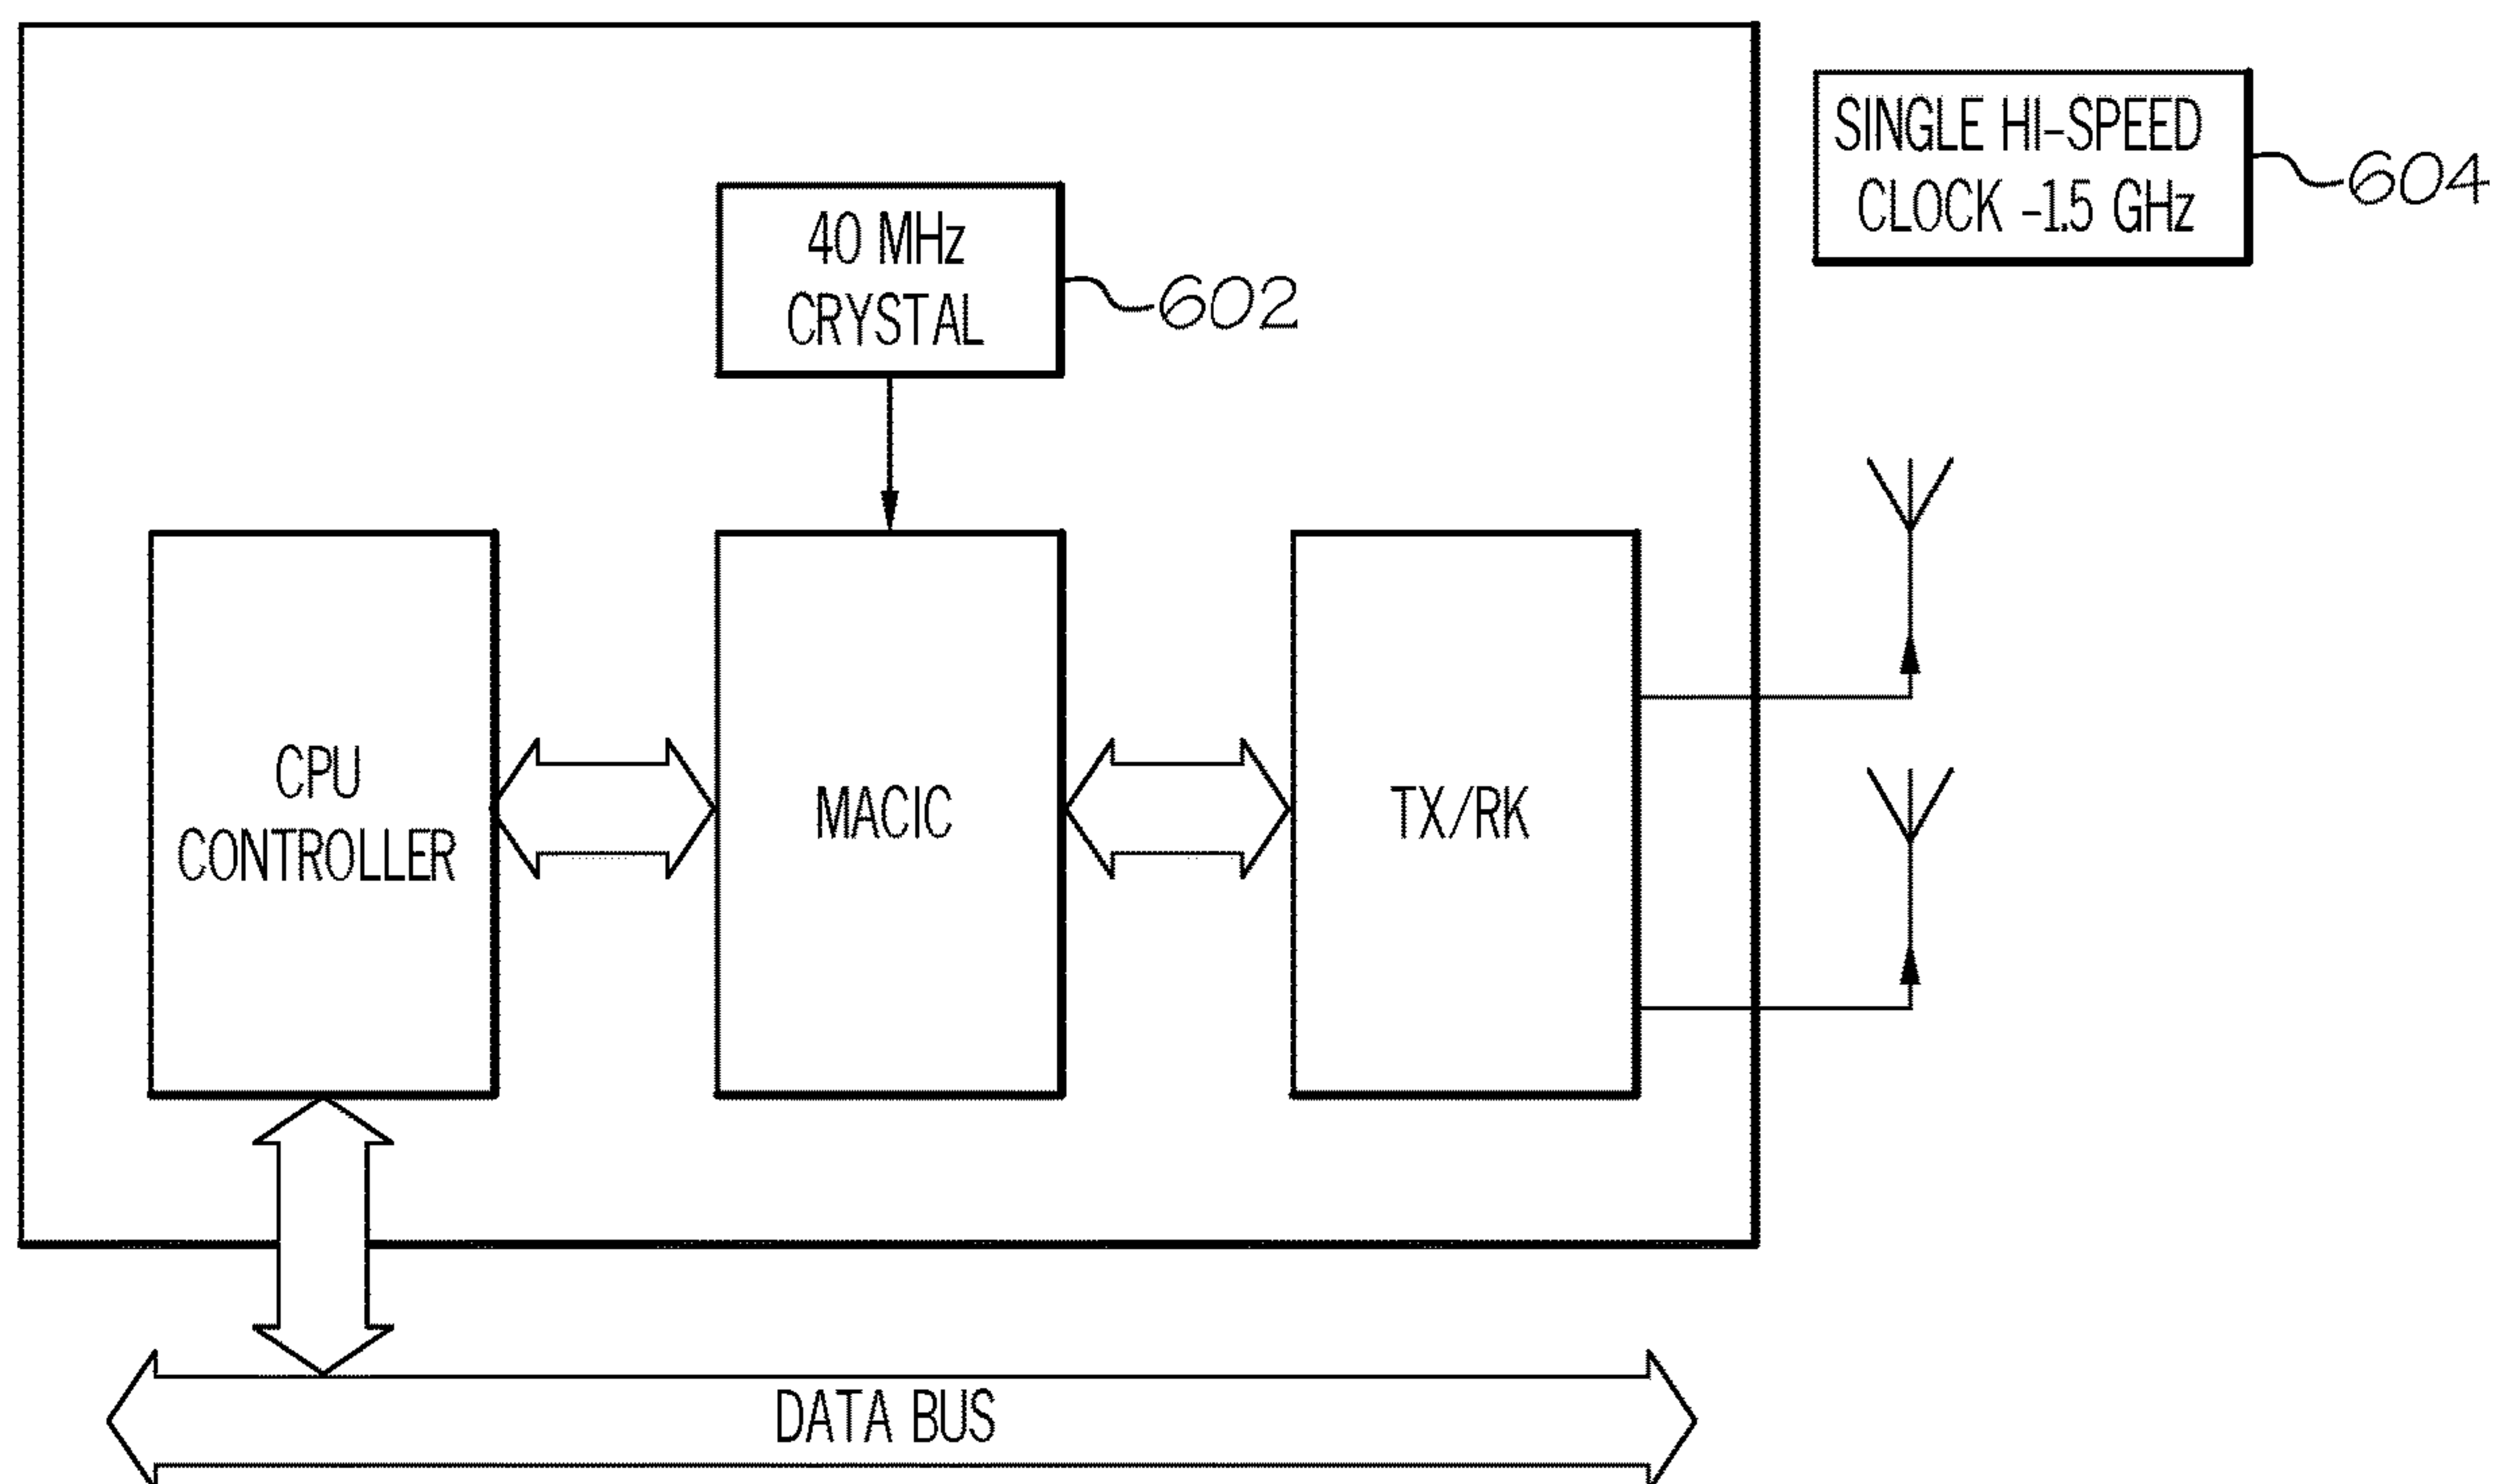 SINGLE HI-SPEED
CLOCK -1.5 GHz
604
40 MHz
CRYSTAL
602
CPU
CONTROLLER
MACIC
TX/RK
DATA BUS